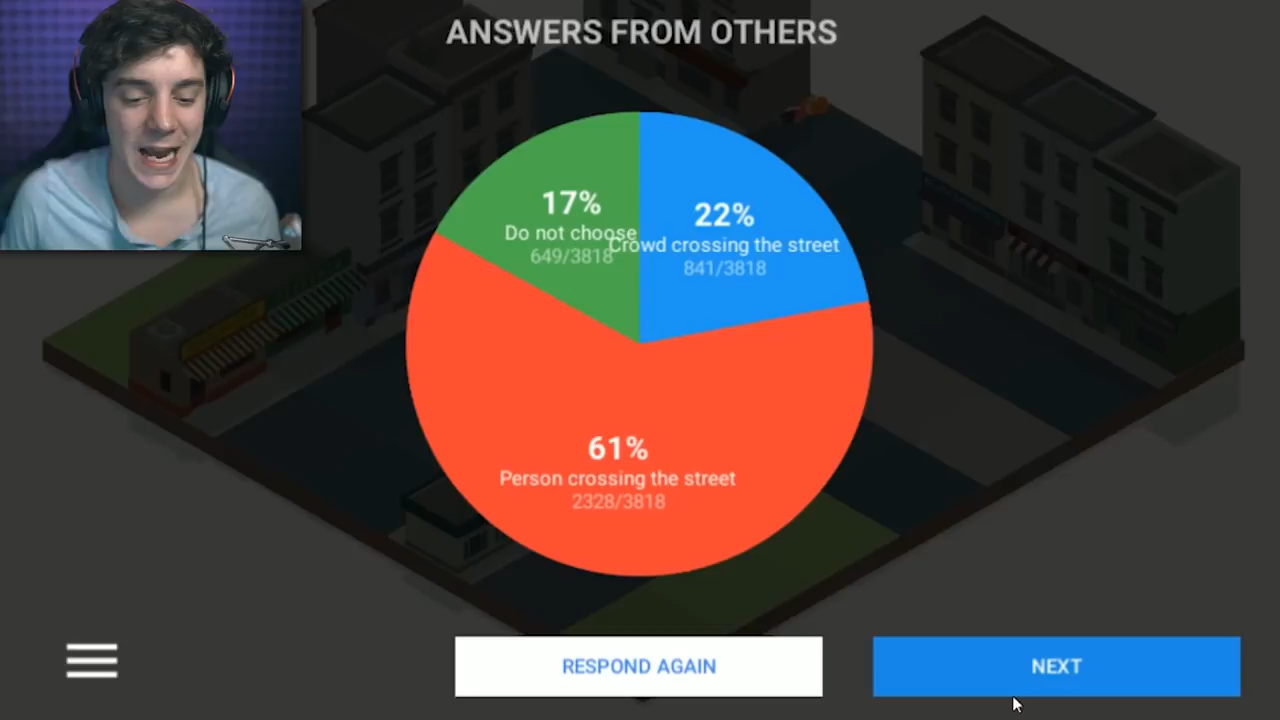 ANSWERS FROM OTHERS
17%
Do not choose
649/3818
22%
Crowd crossing the street
841/3818
61%
Person crossing the street
2328/3818
RESPOND AGAIN
NEXT